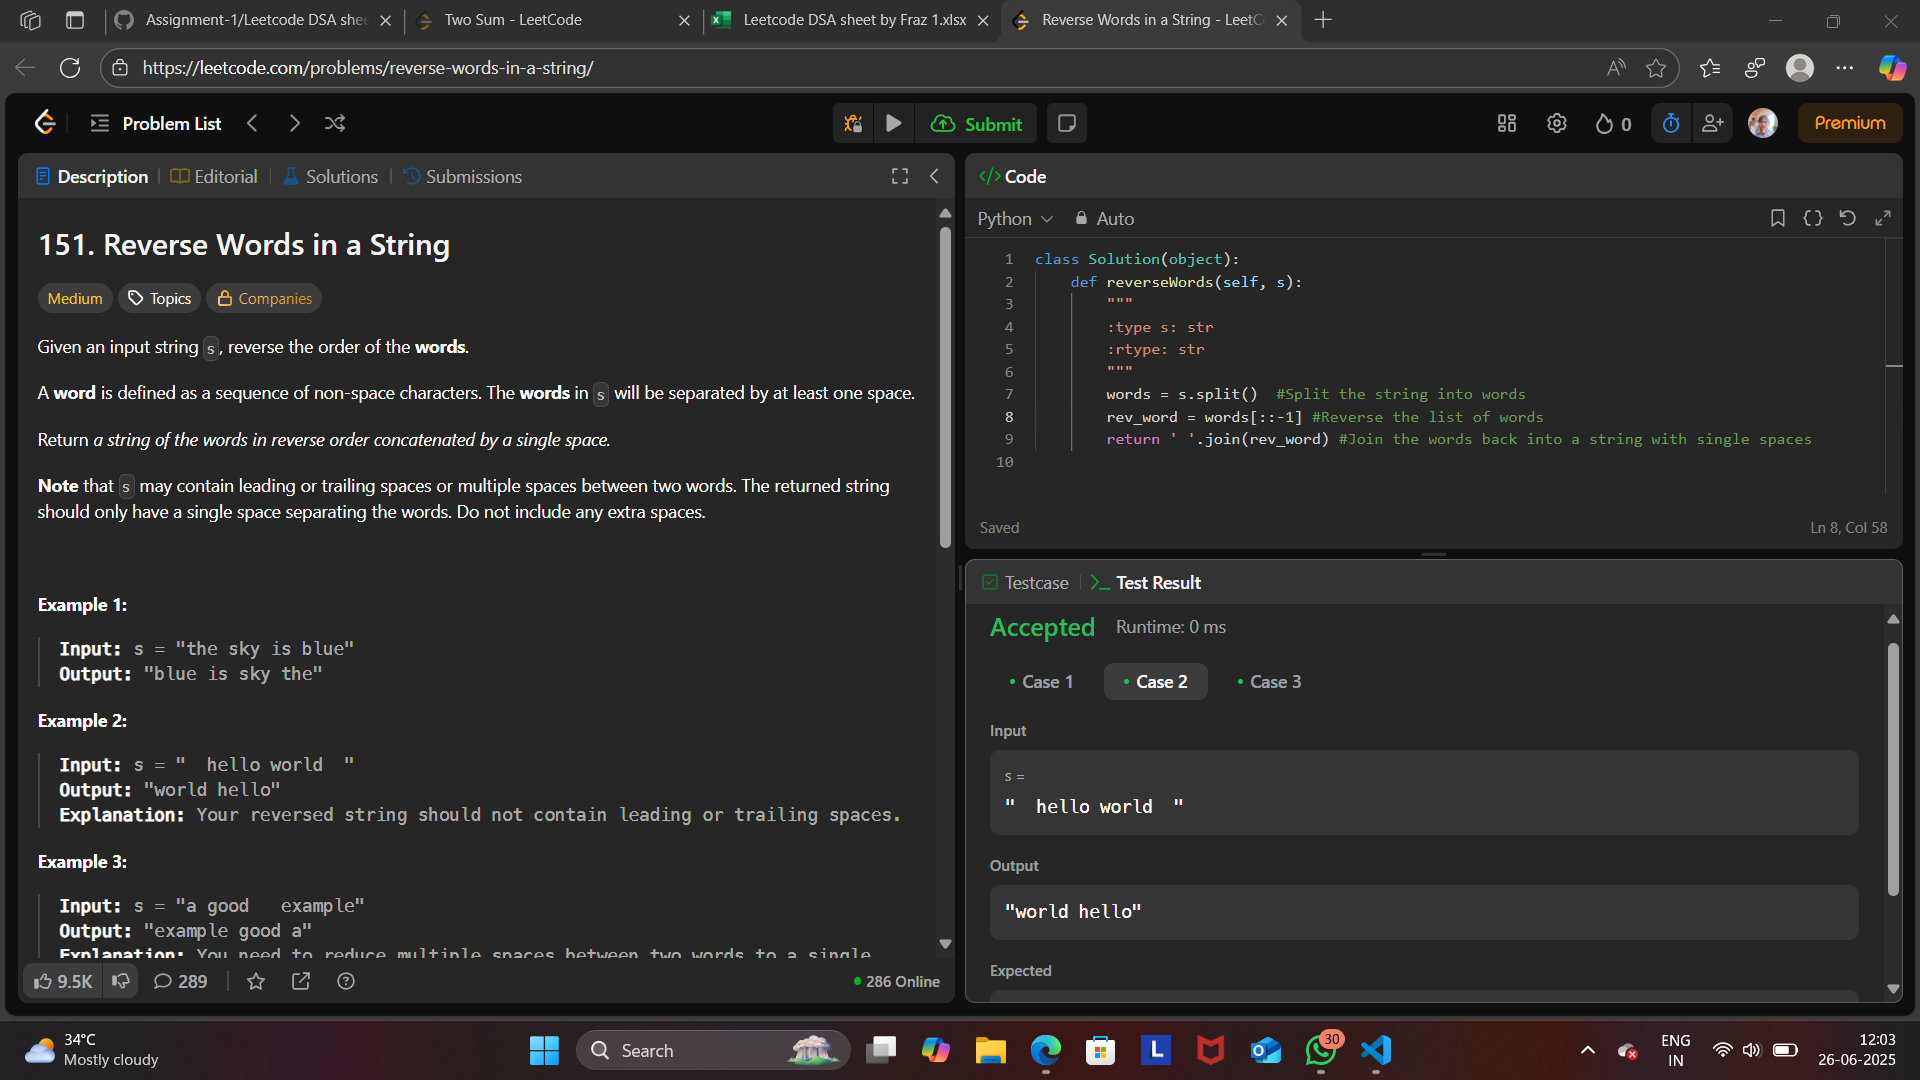 Assignment-1/Leetcode DSA shee
Two Sum - LeetCode
Leetcode DSA sheet by Fraz 1.xlsx
Reverse Words in a String - LeetC
https://leetcode.com/problems/reverse-words-in-a-string/
Problem List
Submit
0
Premium
Description
Editorial
Solutions
Submissions
151. Reverse Words in a String
Medium
Topics
Companies
Given an input string s, reverse the order of the words.
A word is defined as a sequence of non-space characters. The words in s will be separated by at least one space.
Return a string of the words in reverse order concatenated by a single space.
Note that s may contain leading or trailing spaces or multiple spaces between two words. The returned string
should only have a single space separating the words. Do not include any extra spaces.
Example 1:
Input: s = "the sky is blue"
Output: "blue is sky the"
Example 2:
Input: s = "  hello world  "
Output: "world hello"
Explanation: Your reversed string should not contain leading or trailing spaces.
Example 3:
Input: s = "a good   example"
Output: "example good a"
Explanation: You need to reduce multiple spaces between two words to a single
9.5K
289
286 Online
</> Code
Python
Auto
1 class Solution(object):
2     def reverseWords(self, s):
3         """
4         :type s: str
5         :rtype: str
6         """
7         words = s.split()  #Split the string into words
8         rev_word = words[::-1] #Reverse the list of words
9         return ' '.join(rev_word) #Join the words back into a string with single spaces
10
Saved
Ln 8, Col 58
Testcase
Test Result
Accepted
Runtime: 0 ms
Case 1
Case 2
Case 3
Input
s =
"  hello world  "
Output
"world hello"
Expected
34°C
Mostly cloudy
Search
L
30
ENG
IN
12:03
26-06-2025